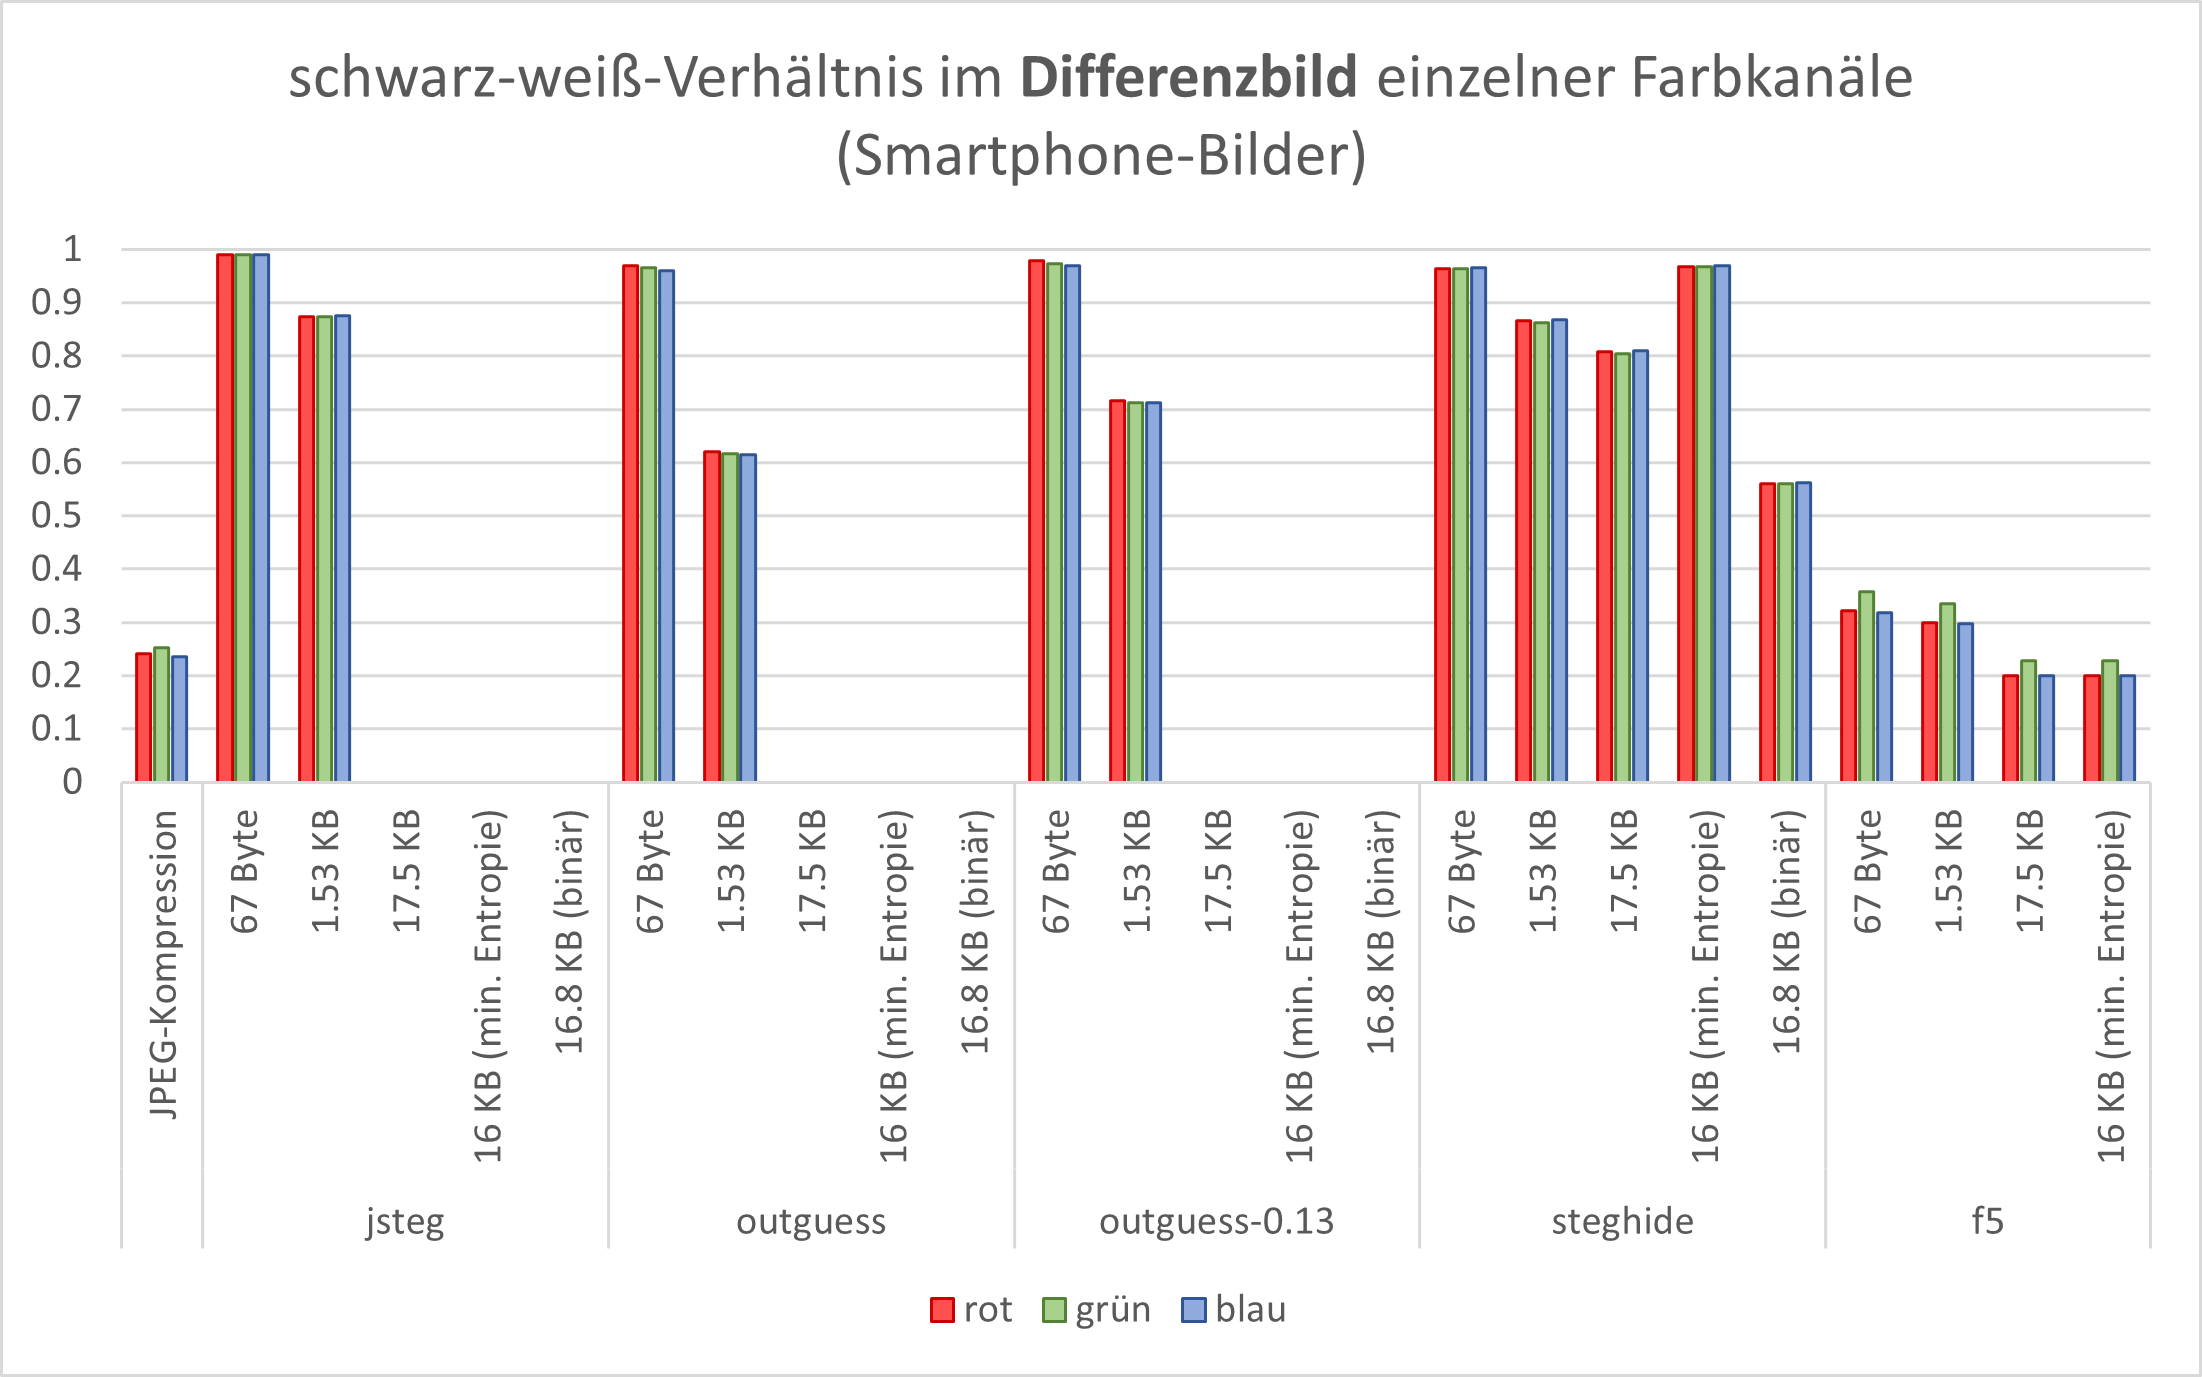 schwarz-weiß-Verhältnis im Differenzbild einzelner Farbkanäle
(Smartphone-Bilder)
1
0.9
0.8
0.7
0.6
0.5
0.4
0.3
0.2
0.1
0
JPEG-Kompression
67 Byte
1.53 KB
17.5 KB
16 KB (min. Entropie)
16.8 KB (binär)
67 Byte
1.53 KB
17.5 KB
16 KB (min. Entropie)
16.8 KB (binär)
67 Byte
1.53 KB
17.5 KB
16 KB (min. Entropie)
16.8 KB (binär)
67 Byte
1.53 KB
17.5 KB
16 KB (min. Entropie)
16.8 KB (binär)
67 Byte
1.53 KB
17.5 KB
16 KB (min. Entropie)
jsteg
outguess
outguess-0.13
steghide
f5
rot
grün
blau